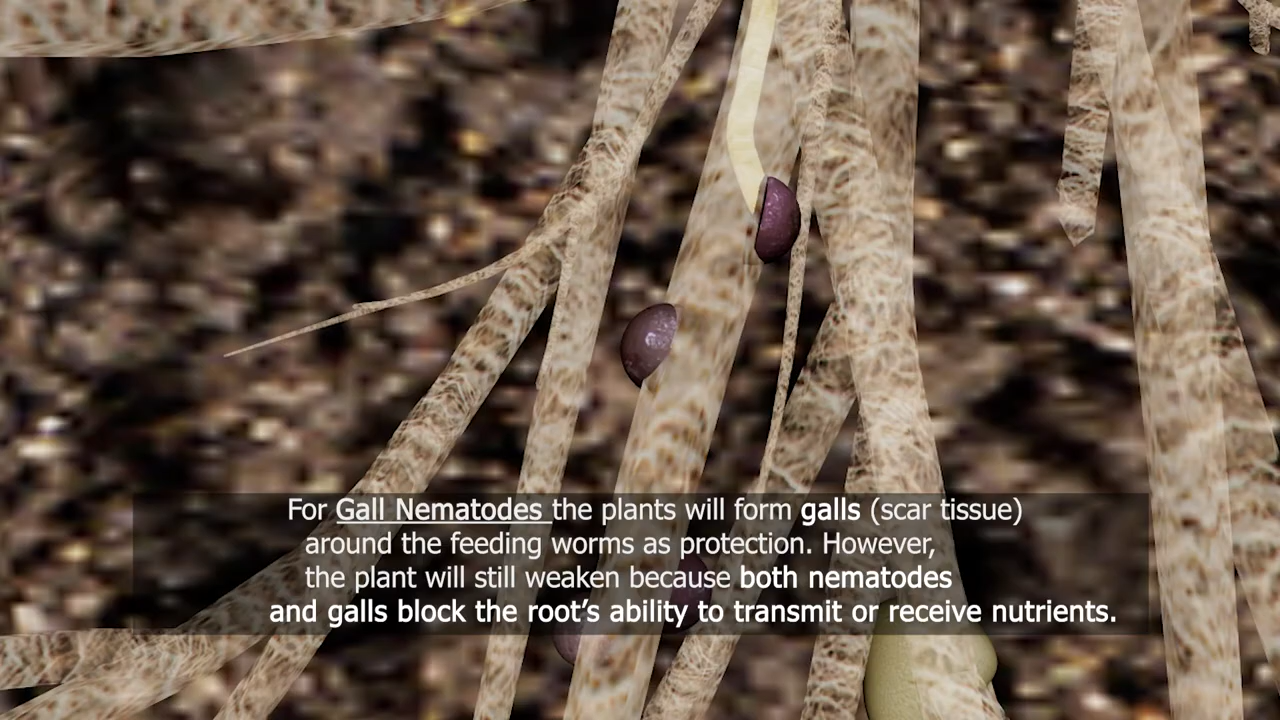 For Gall Nematodes the plants will form galls (scar tissue)
around the feeding worms as protection. However,
the plant will still weaken because both nematodes
and galls block the root’s ability to transmit or receive nutrients.